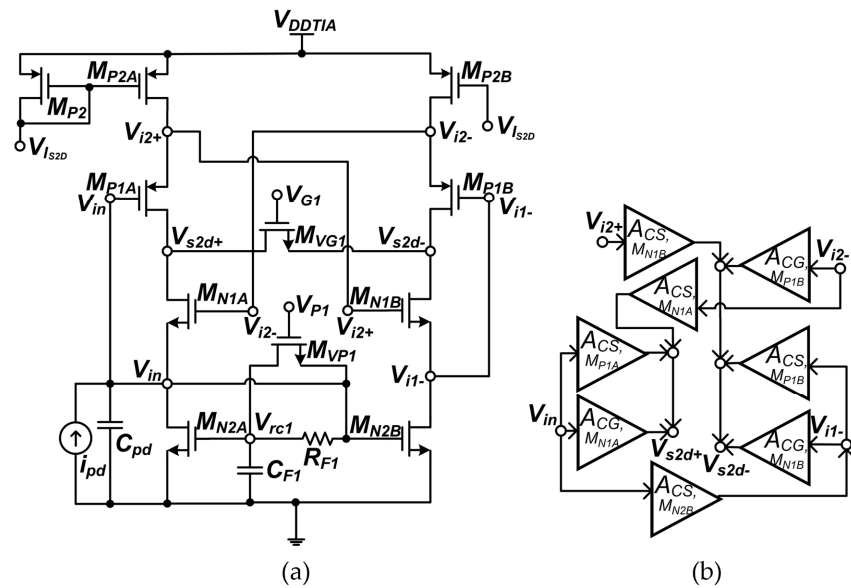 V_DDTIA
M_P2A
M_P2B
M_P2
V_IS2D
V_i2+
V_i2-
V_IS2D
M_P1A
V_in
V_G1
M_P1B
V_i1-
V_s2d+
M_VG1
V_s2d-
M_N1A
V_i2-
V_P1
M_N1B
V_i2+
M_VP1
V_in
V_i1-
M_N2A
V_rc1
M_N2B
i_pd
C_pd
R_F1
C_F1
(a)
V_i2+
A_CS, M_N1B
A_CG, M_P1B
V_i2-
A_CS, M_N1A
A_CS, M_P1A
A_CS, M_P1B
V_in
A_CG, M_N1A
V_s2d+
V_s2d-
A_CG, M_N1B
V_i1-
A_CS, M_N2B
(b)